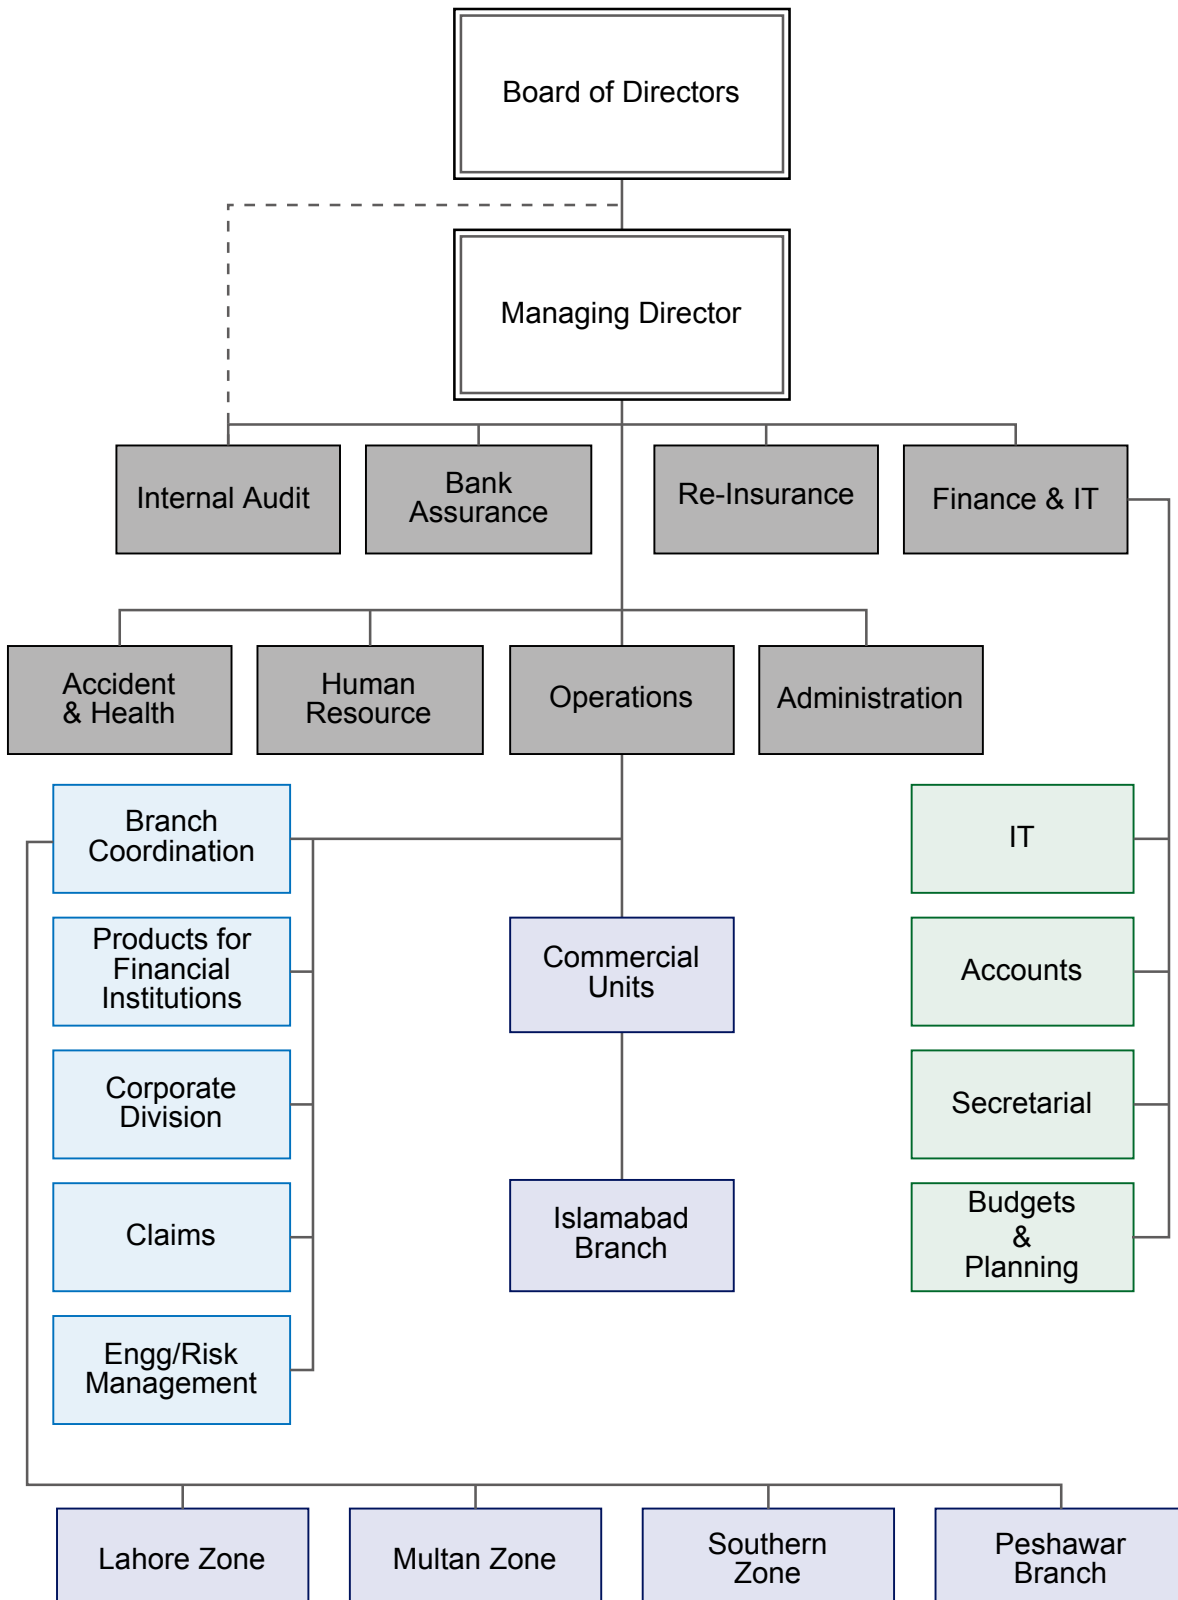 Board of Directors
Managing Director
Internal Audit
Bank
Assurance
Re-Insurance
Finance & IT
Accident
& Health
Human
Resource
Operations
Administration
Branch
Coordination
IT
Products for
Financial
Institutions
Commercial
Units
Accounts
Corporate
Division
Secretarial
Claims
Islamabad
Branch
Budgets
&
Planning
Engg/Risk
Management
Lahore Zone
Multan Zone
Southern
Zone
Peshawar
Branch